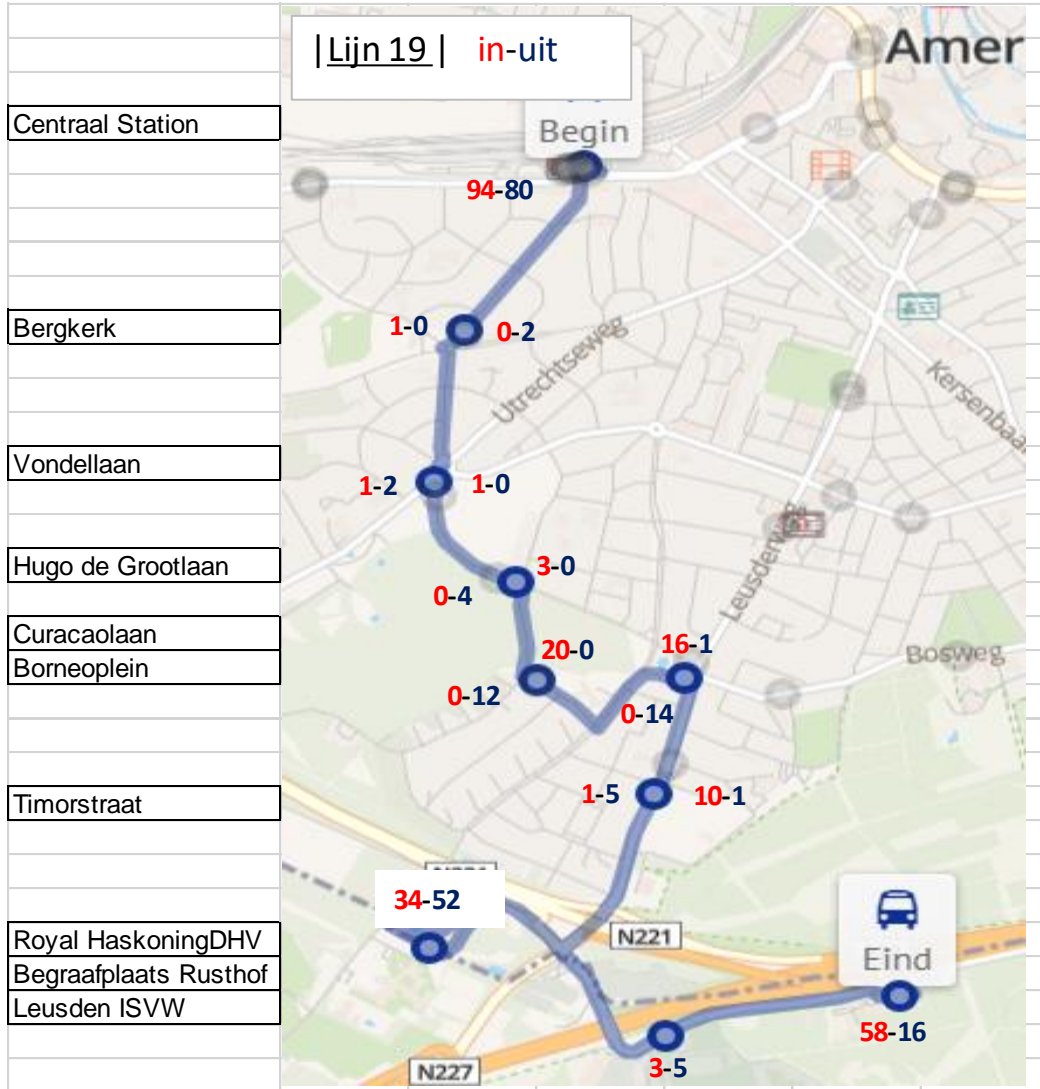 |Lijn 19 | in-uit
Amer
Centraal Station
Begin
94-80
Bergkerk
1-0 0-2
Utrechtseweg
Kersenbaa
Vondellaan
1-2 1-0
Leusderweg
Hugo de Grootlaan
3-0
0-4
Curacaolaan
20-0 16-1
Borneoplein
Bosweg
0-12
0-14
Timorstraat
1-5 10-1
34-52
Royal HaskoningDHV
N221
Begraafplaats Rusthof
Eind
Leusden ISVW
58-16
3-5
N227